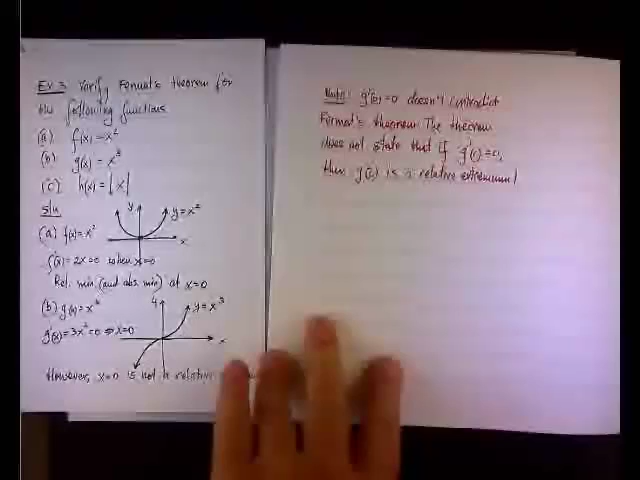 Ex 3 Verify Fermat's theorem for
the following functions
(a) f(x) = x²
(b) g(x) = x³
(c) h(x) = |x|
Soln
(a) f(x) = x²
y
y = x²
x
f'(x) = 2x = 0 when x = 0
Rel. min (and abs. min) at x = 0
(b) g(x) = x³
y
y = x³
g'(x) = 3x² = 0 ⇒ x = 0
x
However, x=0 is not a relative
Note: g'(0) = 0 doesn't contradict
Fermat's theorem. The theorem
does not state that if g'(c) = 0,
then g(c) is a relative extremum!